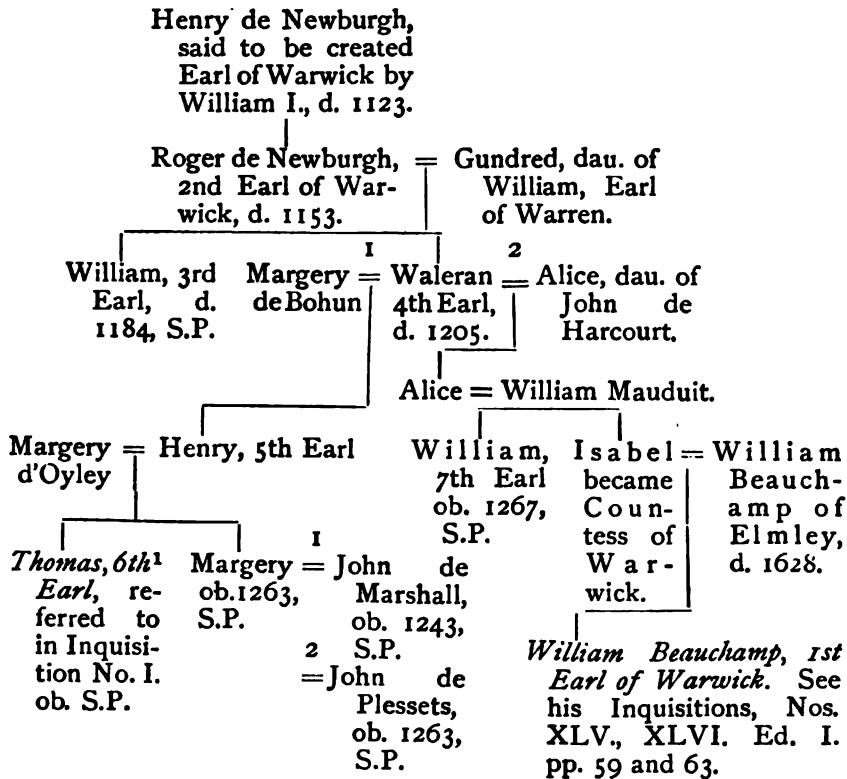 Henry de Newburgh,
said to be created
Earl of Warwick by
William I., d. 1123.
Roger de Newburgh,
2nd Earl of War-
wick, d. 1153.
=
Gundred, dau. of
William, Earl
of Warren.
William, 3rd
Earl, d.
1184, S.P.
Margery
de Bohun
1
=
Waleran
4th Earl,
d. 1205.
2
=
Alice, dau. of
John de
Harcourt.
Alice = William Mauduit.
Margery
d'Oyley
=
Henry, 5th Earl
William,
7th Earl
ob. 1267,
S.P.
Isabel
became
Coun-
tess of
War-
wick.
=
William
Beauch-
amp of
Elmley,
d. 1628.
Thomas, 6th¹
Earl, re-
ferred to
in Inquisi-
tion No. I.
ob. S.P.
Margery
ob. 1263,
S.P.
1
= John de
Marshall,
ob. 1243,
S.P.
2
= John de
Plessets,
ob. 1263,
S.P.
William Beauchamp, 1st
Earl of Warwick. See
his Inquisitions, Nos.
XLV., XLVI. Ed. I.
pp. 59 and 63.